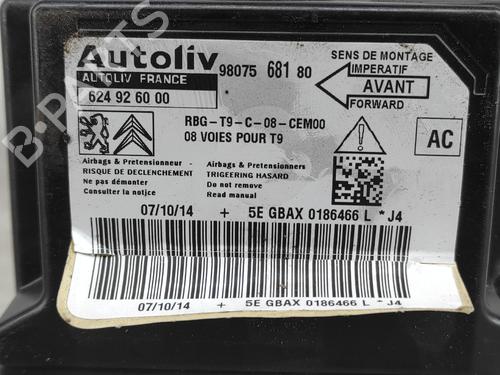 Autoliv
AUTOLIV FRANCE
624 92 60 00
98075 681 80
SENS DE MONTAGE
IMPERATIF
AVANT
FORWARD
RBG-T9-C-08-CEM00
08 VOIES POUR T9
AC
Airbags & Pretensionneur
RISQUE DE DECLENCHEMENT
Ne pas démonter
Consulter la notice
Airbags & Pretensionners
TRIGEERING HASARD
Do not remove
Read manual
07/10/14 + 5E GBAX 0186466 L *J4
07/10/14 + 5E GBAX 0186466 L *J4
B-PARTS